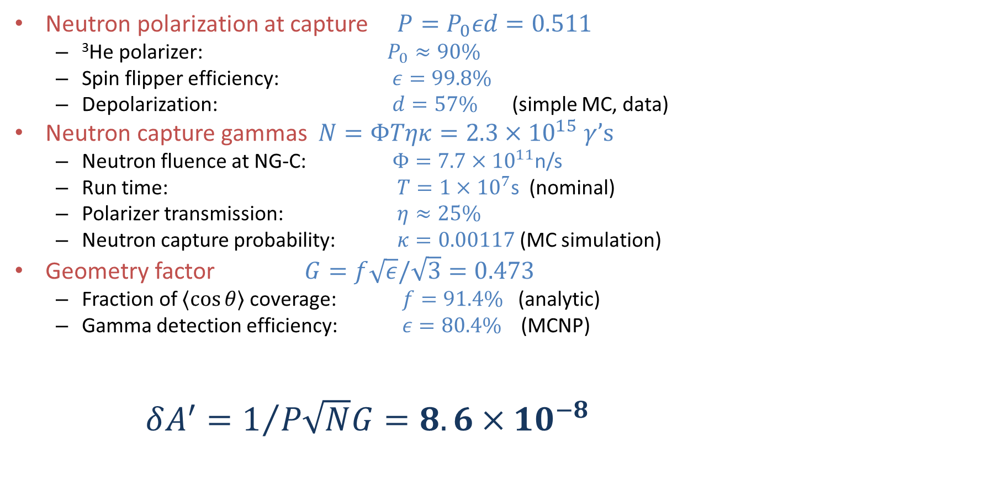 • Neutron polarization at capture P = P₀ϵd = 0.511
– ³He polarizer: P₀ ≈ 90%
– Spin flipper efficiency: ϵ = 99.8%
– Depolarization: d = 57% (simple MC, data)
• Neutron capture gammas N = ΦTηκ = 2.3 × 10¹⁵ γ’s
– Neutron fluence at NG-C: Φ = 7.7 × 10¹¹n/s
– Run time: T = 1 × 10⁷s (nominal)
– Polarizer transmission: η ≈ 25%
– Neutron capture probability: κ = 0.00117 (MC simulation)
• Geometry factor G = f√ϵ/√3 = 0.473
– Fraction of ⟨cos θ⟩ coverage: f = 91.4% (analytic)
– Gamma detection efficiency: ϵ = 80.4% (MCNP)
δA′ = 1/P√NG = 8.6 × 10⁻⁸